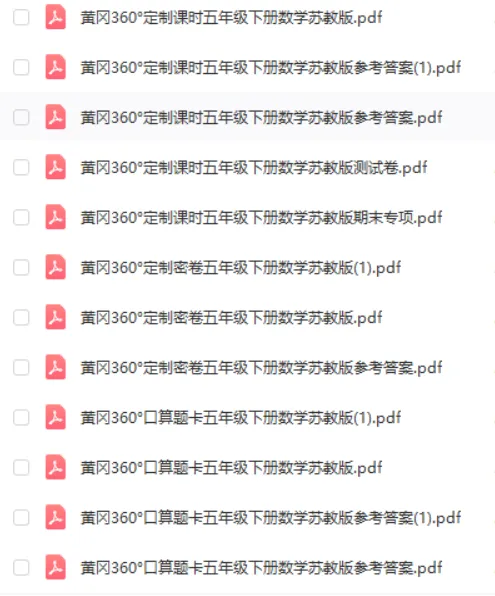 黄冈360°定制课时五年级下册数学苏教版.pdf
黄冈360°定制课时五年级下册数学苏教版参考答案(1).pdf
黄冈360°定制课时五年级下册数学苏教版参考答案.pdf
黄冈360°定制课时五年级下册数学苏教版测试卷.pdf
黄冈360°定制课时五年级下册数学苏教版期末专项.pdf
黄冈360°定制密卷五年级下册数学苏教版(1).pdf
黄冈360°定制密卷五年级下册数学苏教版.pdf
黄冈360°定制密卷五年级下册数学苏教版参考答案.pdf
黄冈360°口算题卡五年级下册数学苏教版(1).pdf
黄冈360°口算题卡五年级下册数学苏教版.pdf
黄冈360°口算题卡五年级下册数学苏教版参考答案(1).pdf
黄冈360°口算题卡五年级下册数学苏教版参考答案.pdf